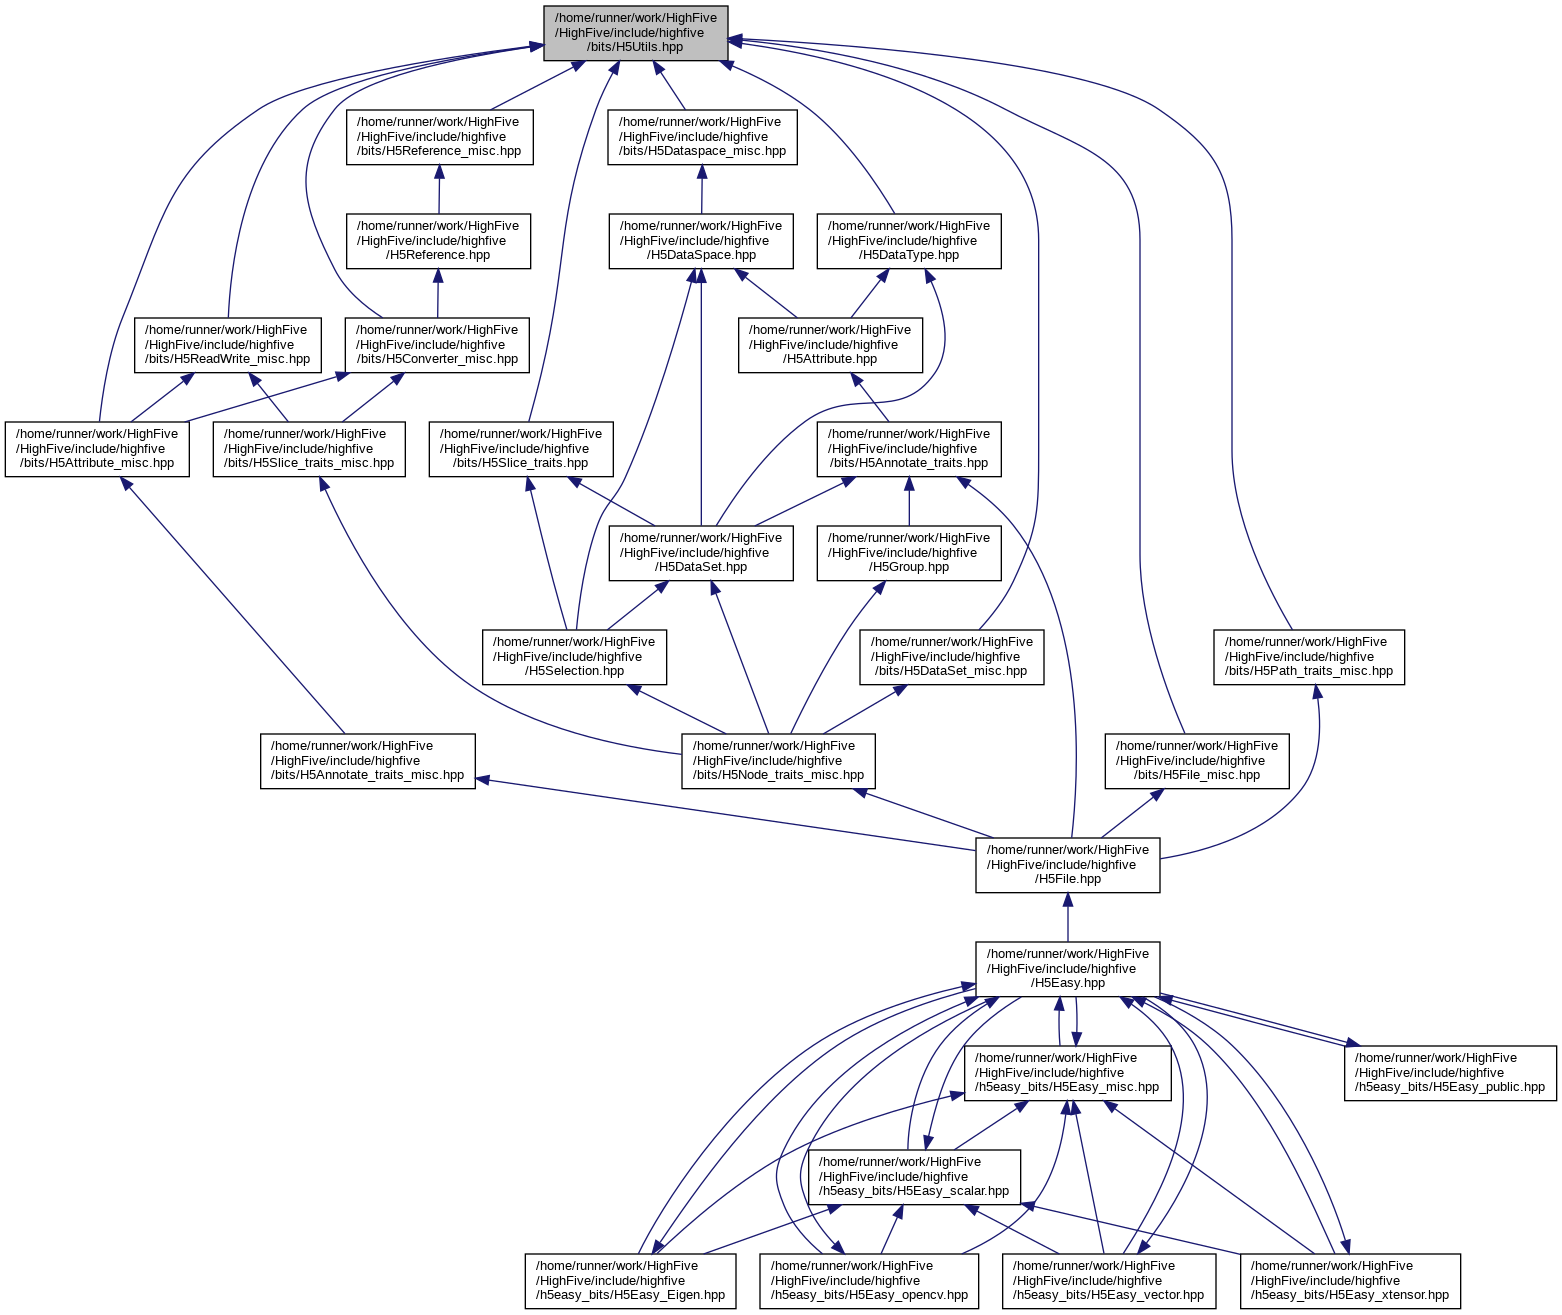 /home/runner/work/HighFive
/HighFive/include/highfive
/bits/H5Utils.hpp
/home/runner/work/HighFive
/HighFive/include/highfive
/bits/H5Reference_misc.hpp
/home/runner/work/HighFive
/HighFive/include/highfive
/bits/H5Dataspace_misc.hpp
/home/runner/work/HighFive
/HighFive/include/highfive
/H5Reference.hpp
/home/runner/work/HighFive
/HighFive/include/highfive
/H5DataSpace.hpp
/home/runner/work/HighFive
/HighFive/include/highfive
/H5DataType.hpp
/home/runner/work/HighFive
/HighFive/include/highfive
/bits/H5ReadWrite_misc.hpp
/home/runner/work/HighFive
/HighFive/include/highfive
/bits/H5Converter_misc.hpp
/home/runner/work/HighFive
/HighFive/include/highfive
/H5Attribute.hpp
/home/runner/work/HighFive
/HighFive/include/highfive
/bits/H5Attribute_misc.hpp
/home/runner/work/HighFive
/HighFive/include/highfive
/bits/H5Slice_traits_misc.hpp
/home/runner/work/HighFive
/HighFive/include/highfive
/bits/H5Slice_traits.hpp
/home/runner/work/HighFive
/HighFive/include/highfive
/bits/H5Annotate_traits.hpp
/home/runner/work/HighFive
/HighFive/include/highfive
/H5DataSet.hpp
/home/runner/work/HighFive
/HighFive/include/highfive
/H5Group.hpp
/home/runner/work/HighFive
/HighFive/include/highfive
/H5Selection.hpp
/home/runner/work/HighFive
/HighFive/include/highfive
/bits/H5DataSet_misc.hpp
/home/runner/work/HighFive
/HighFive/include/highfive
/bits/H5Path_traits_misc.hpp
/home/runner/work/HighFive
/HighFive/include/highfive
/bits/H5Annotate_traits_misc.hpp
/home/runner/work/HighFive
/HighFive/include/highfive
/bits/H5Node_traits_misc.hpp
/home/runner/work/HighFive
/HighFive/include/highfive
/bits/H5File_misc.hpp
/home/runner/work/HighFive
/HighFive/include/highfive
/H5File.hpp
/home/runner/work/HighFive
/HighFive/include/highfive
/H5Easy.hpp
/home/runner/work/HighFive
/HighFive/include/highfive
/h5easy_bits/H5Easy_misc.hpp
/home/runner/work/HighFive
/HighFive/include/highfive
/h5easy_bits/H5Easy_public.hpp
/home/runner/work/HighFive
/HighFive/include/highfive
/h5easy_bits/H5Easy_scalar.hpp
/home/runner/work/HighFive
/HighFive/include/highfive
/h5easy_bits/H5Easy_Eigen.hpp
/home/runner/work/HighFive
/HighFive/include/highfive
/h5easy_bits/H5Easy_opencv.hpp
/home/runner/work/HighFive
/HighFive/include/highfive
/h5easy_bits/H5Easy_vector.hpp
/home/runner/work/HighFive
/HighFive/include/highfive
/h5easy_bits/H5Easy_xtensor.hpp